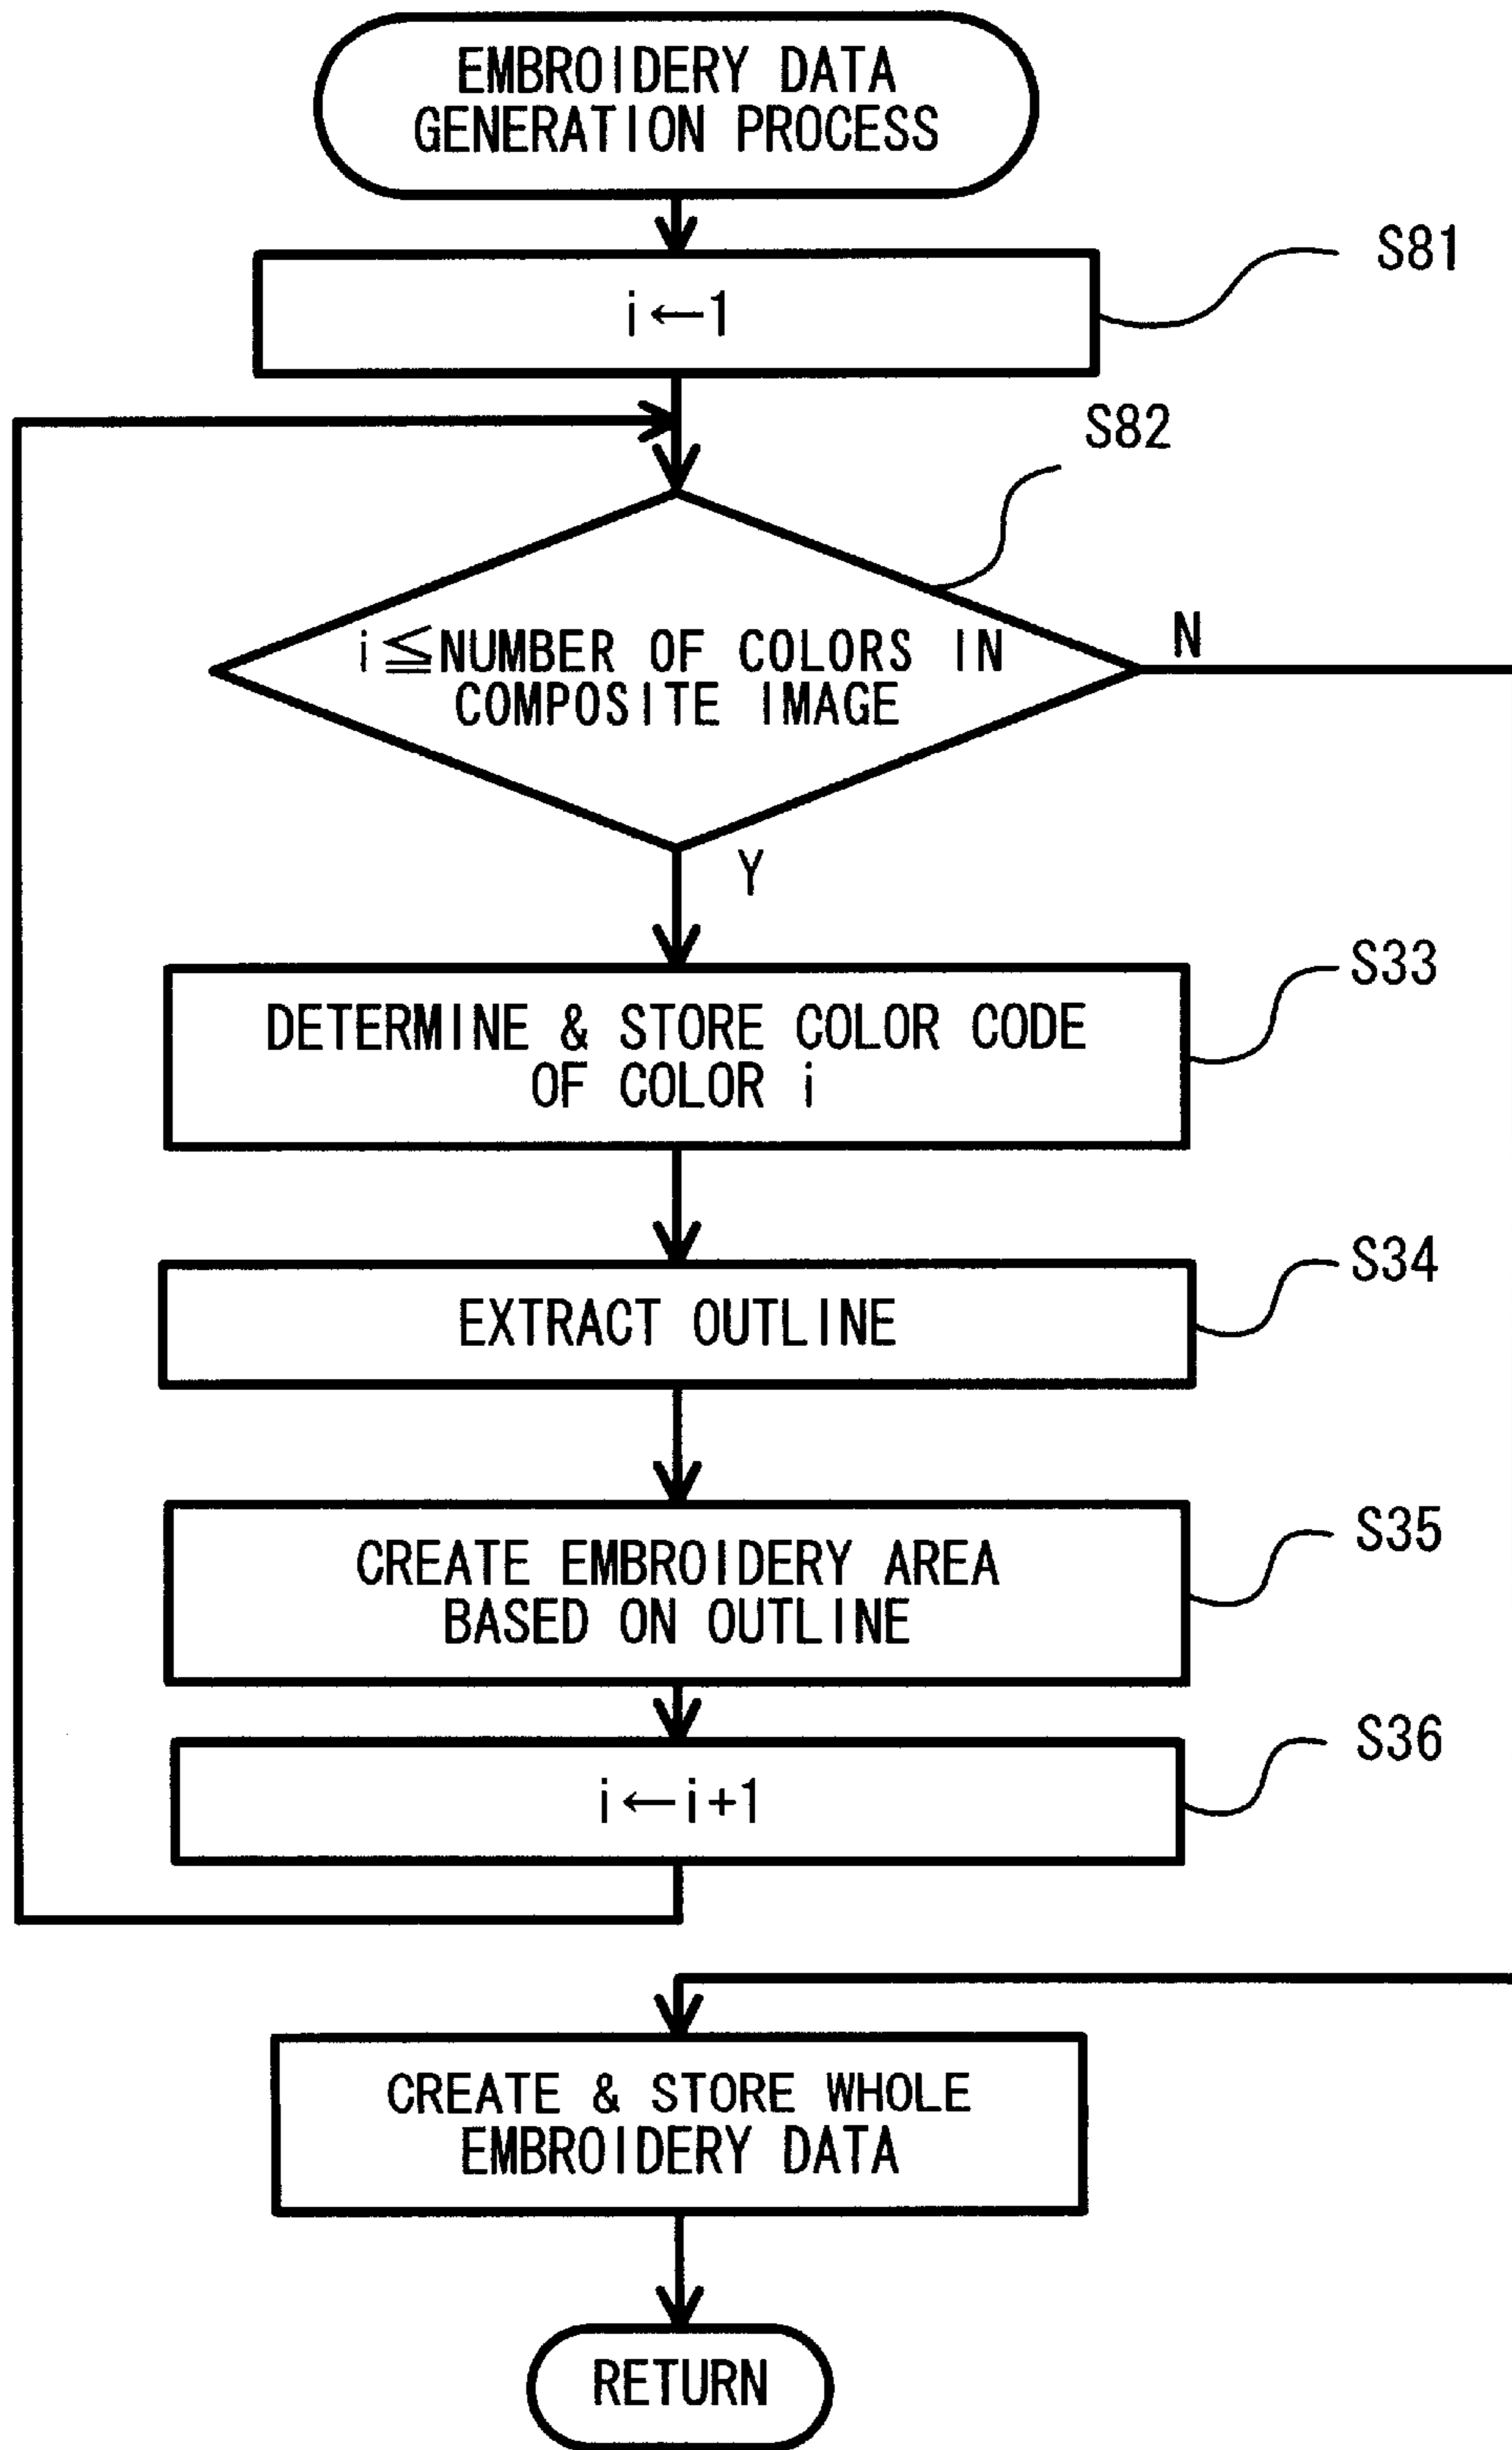 EMBROIDERY DATA
GENERATION PROCESS
S81
i←1
S82
i≦NUMBER OF COLORS IN
COMPOSITE IMAGE
N
Y
S33
DETERMINE & STORE COLOR CODE
OF COLOR i
S34
EXTRACT OUTLINE
S35
CREATE EMBROIDERY AREA
BASED ON OUTLINE
S36
i←i+1
CREATE & STORE WHOLE
EMBROIDERY DATA
RETURN